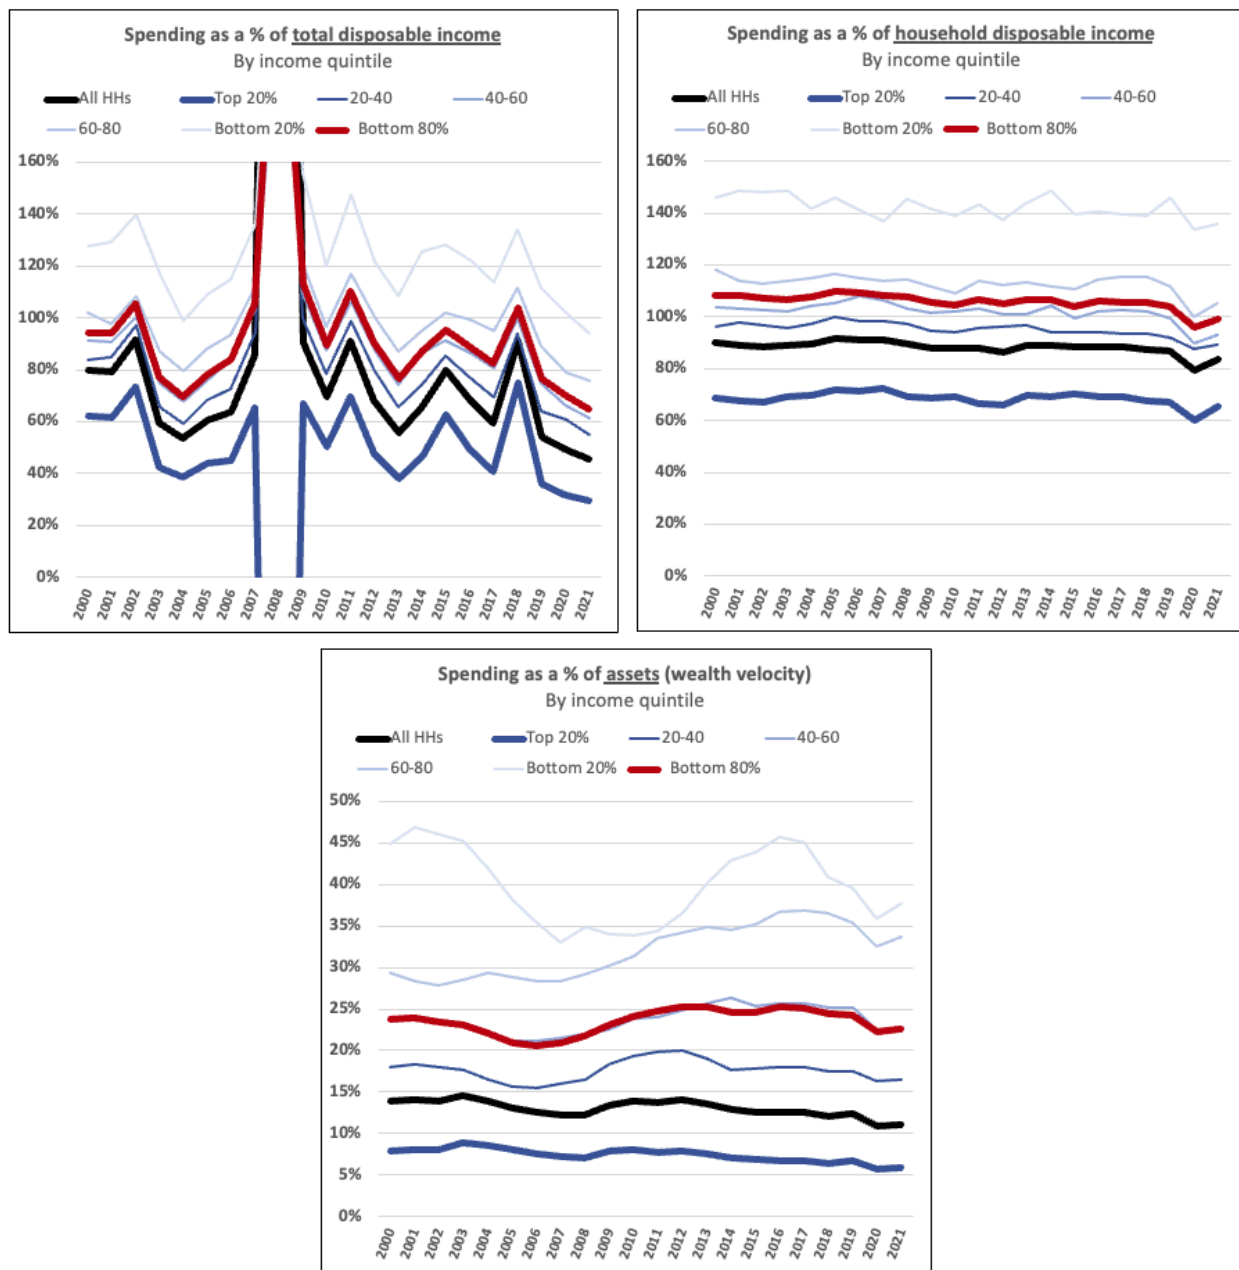 Spending as a % of total disposable income
By income quintile
All HHs Top 20% 20-40 40-60
60-80 Bottom 20% Bottom 80%
160%
140%
120%
100%
80%
60%
40%
20%
0%
2000 2001 2002 2003 2004 2005 2006 2007 2008 2009 2010 2011 2012 2013 2014 2015 2016 2017 2018 2019 2020 2021
Spending as a % of household disposable income
By income quintile
All HHs Top 20% 20-40 40-60
60-80 Bottom 20% Bottom 80%
160%
140%
120%
100%
80%
60%
40%
20%
0%
2000 2001 2002 2003 2004 2005 2006 2007 2008 2009 2010 2011 2012 2013 2014 2015 2016 2017 2018 2019 2020 2021
Spending as a % of assets (wealth velocity)
By income quintile
All HHs Top 20% 20-40 40-60
60-80 Bottom 20% Bottom 80%
50%
45%
40%
35%
30%
25%
20%
15%
10%
5%
0%
2000 2001 2002 2003 2004 2005 2006 2007 2008 2009 2010 2011 2012 2013 2014 2015 2016 2017 2018 2019 2020 2021